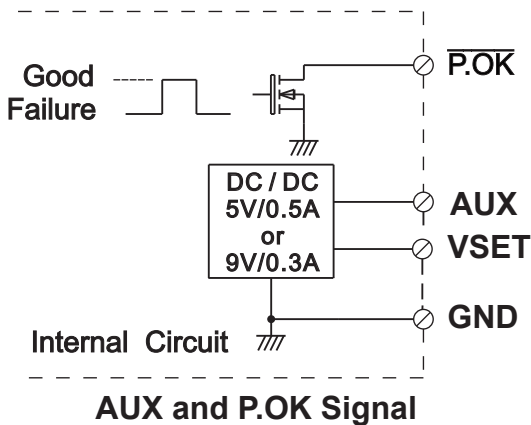 P.OK
Good
Failure
DC / DC
5V/0.5A
or
9V/0.3A
AUX
VSET
GND
Internal Circuit
AUX and P.OK Signal